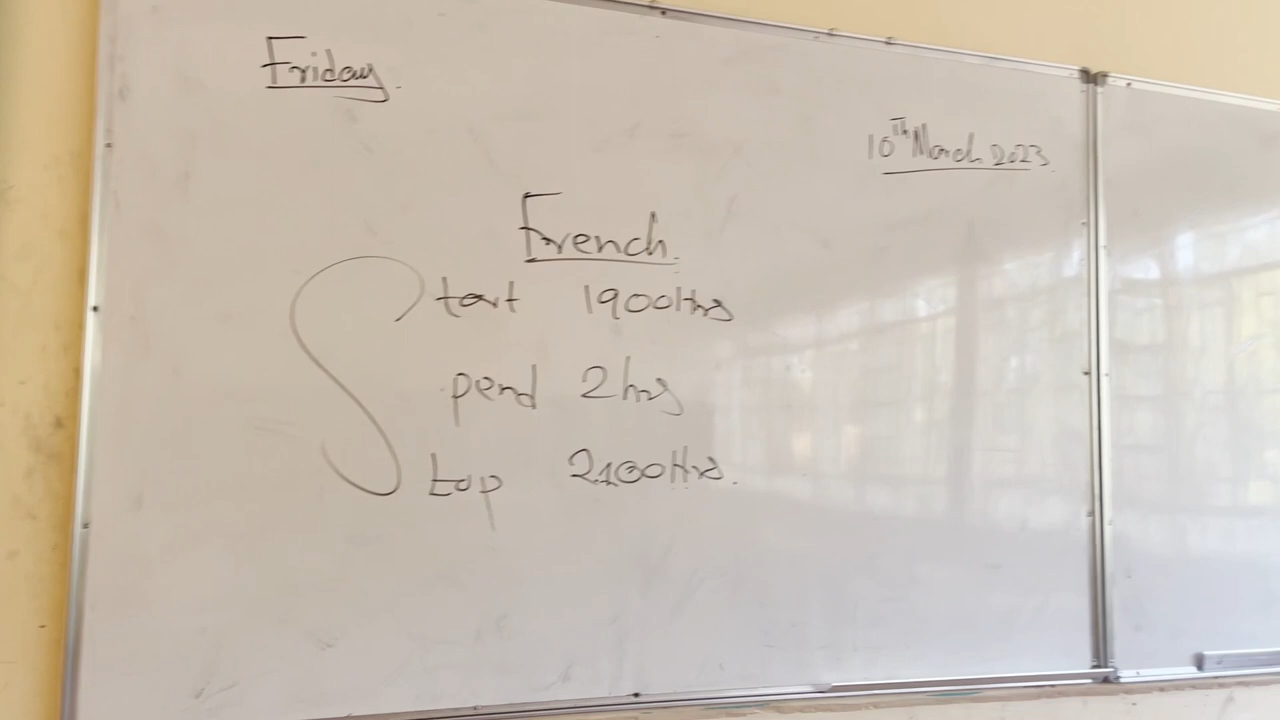 Friday.
10th March 2023
French.
Start 1900Hrs
Spend 2hrs
Stop 2100Hrs.